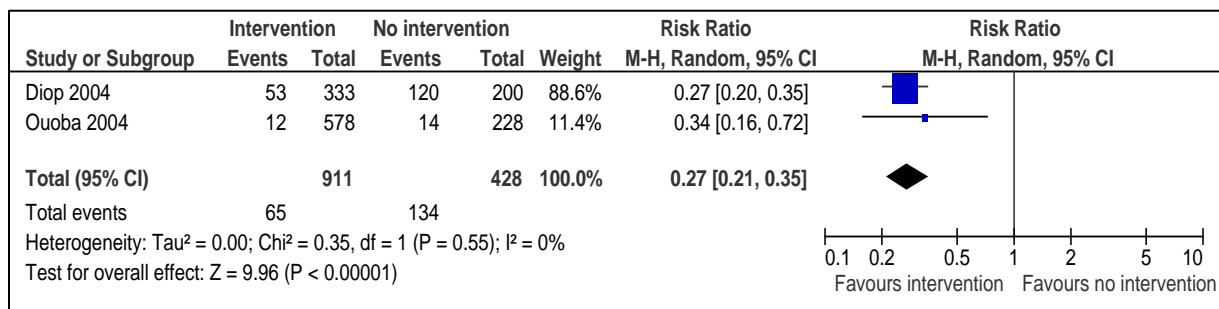 Intervention No intervention Risk Ratio Risk Ratio
Study or Subgroup Events Total Events Total Weight M-H, Random, 95% CI M-H, Random, 95% CI
Diop 2004 53 333 120 200 88.6% 0.27 [0.20, 0.35]
Ouoba 2004 12 578 14 228 11.4% 0.34 [0.16, 0.72]
Total (95% CI) 911 428 100.0% 0.27 [0.21, 0.35]
Total events 65 134
Heterogeneity: Tau² = 0.00; Chi² = 0.35, df = 1 (P = 0.55); I² = 0%
Test for overall effect: Z = 9.96 (P < 0.00001)
0.1 0.2 0.5 1 2 5 10
Favours intervention Favours no intervention